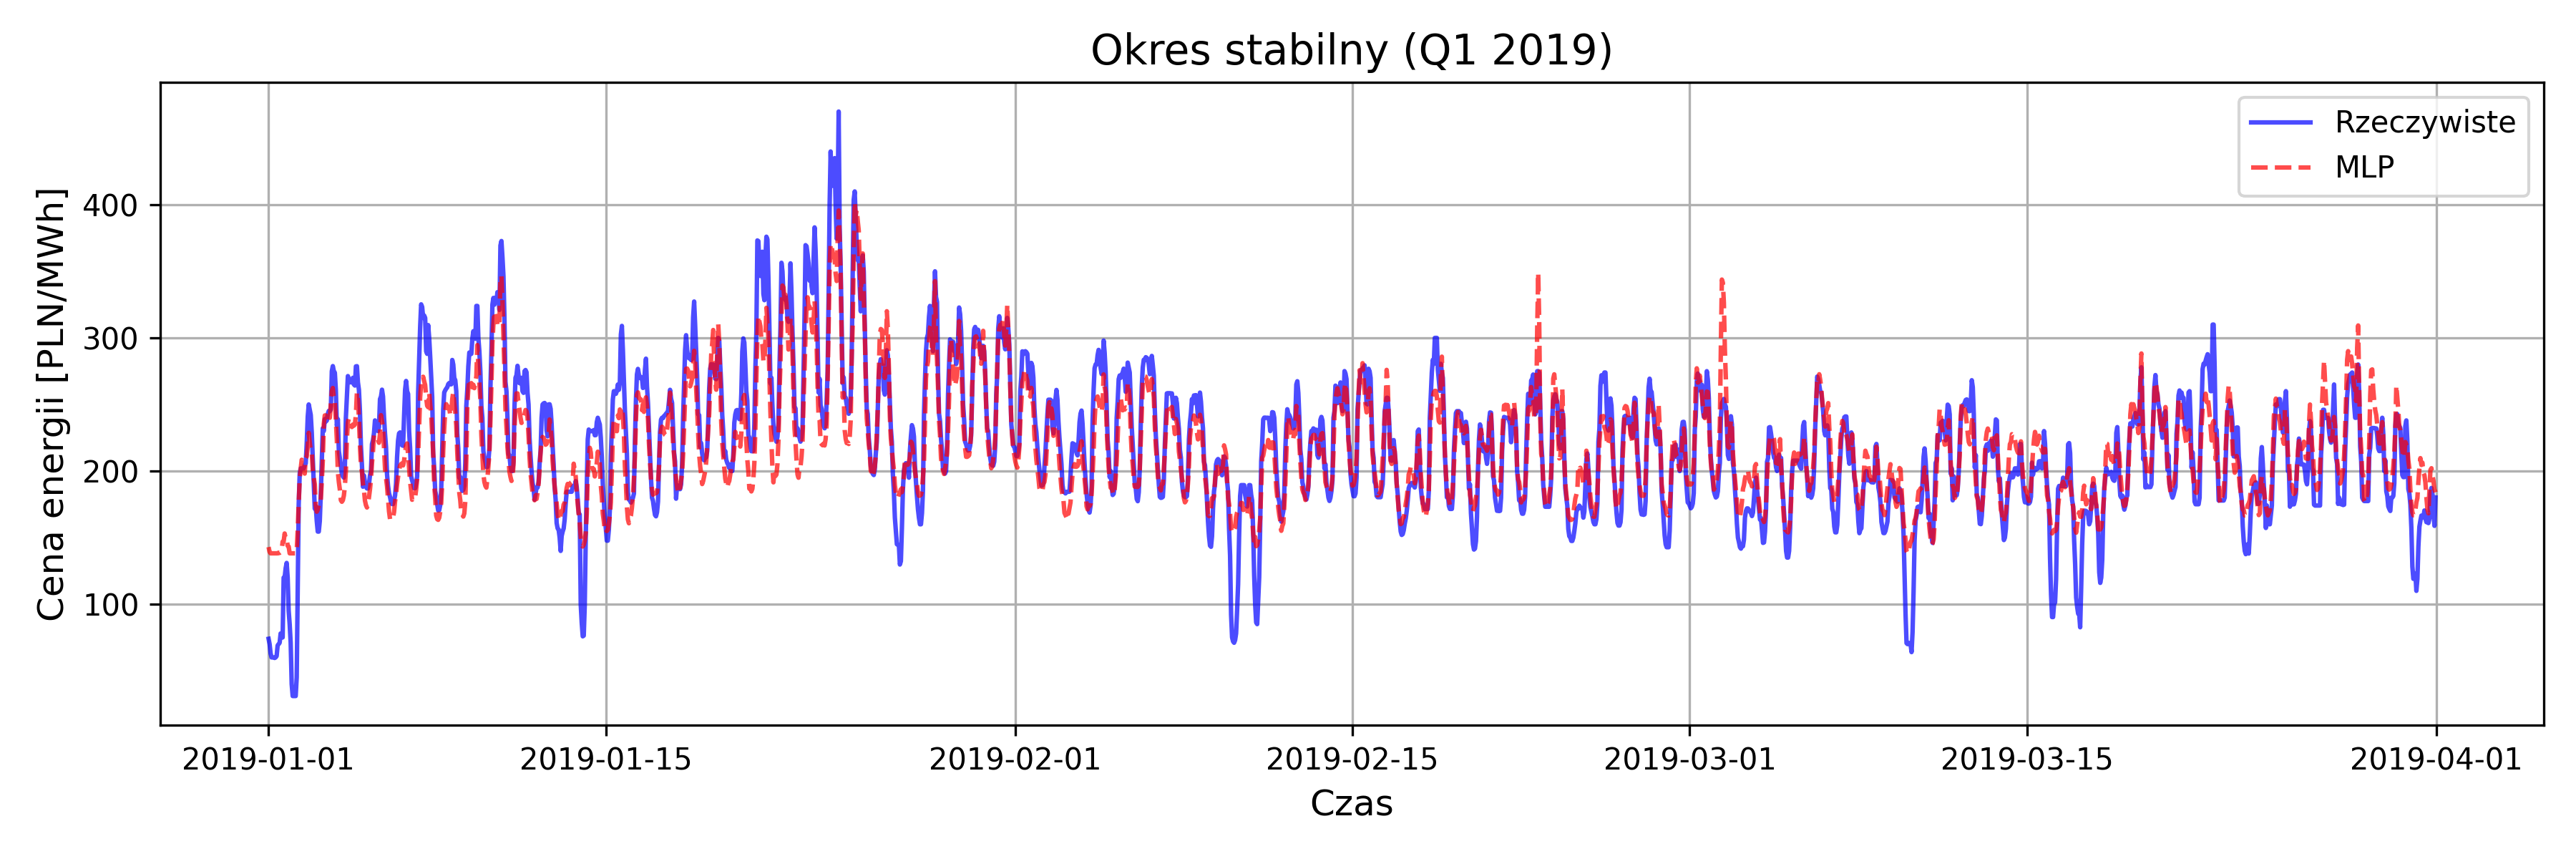 Okres stabilny (Q1 2019)
Rzeczywiste
MLP
Cena energii [PLN/MWh]
400
300
200
100
2019-01-01
2019-01-15
2019-02-01
2019-02-15
2019-03-01
2019-03-15
2019-04-01
Czas